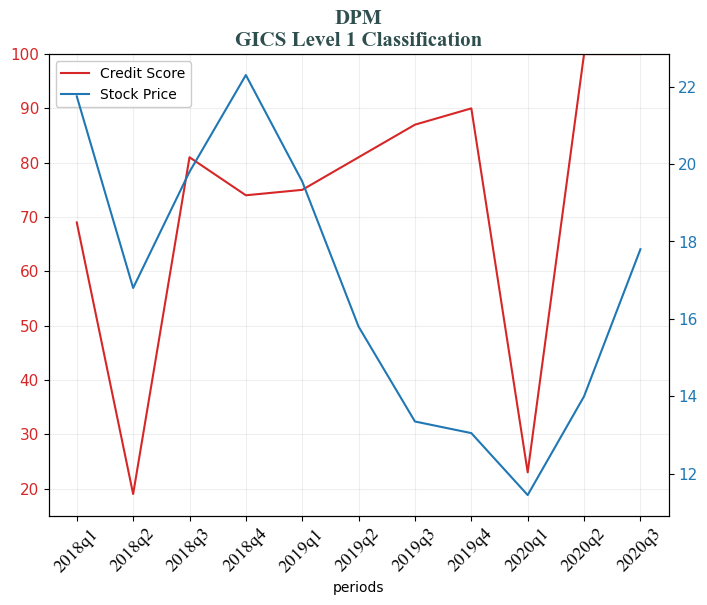 DPM
GICS Level 1 Classification
Credit Score
Stock Price
100
90
80
70
60
50
40
30
20
22
20
18
16
14
12
2018q1
2018q2
2018q3
2018q4
2019q1
2019q2
2019q3
2019q4
2020q1
2020q2
2020q3
periods